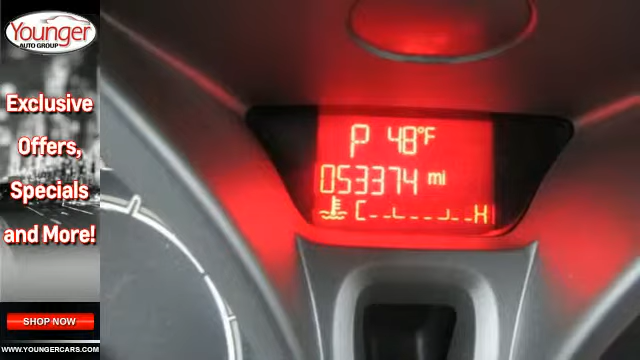 Younger
AUTO GROUP
Exclusive
Offers,
Specials
and More!
SHOP NOW
WWW.YOUNGERCARS.COM
P 48°F
053374 mi
C H